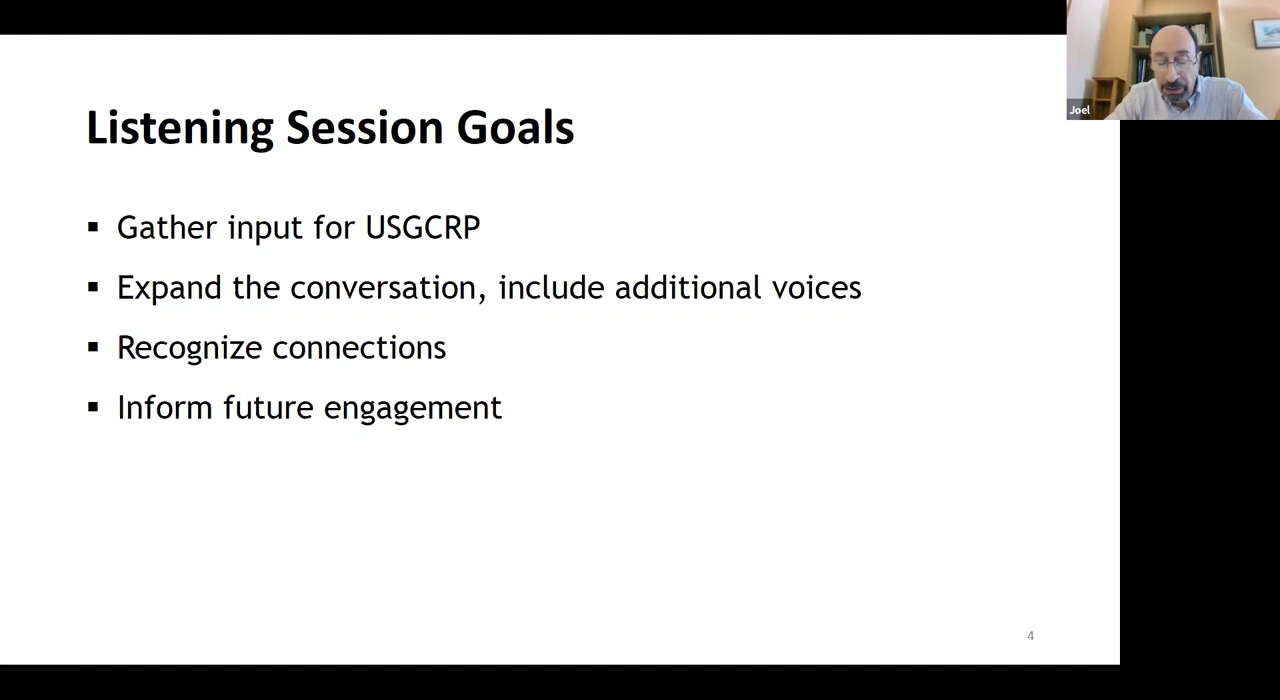 Joel
Listening Session Goals
▪ Gather input for USGCRP
▪ Expand the conversation, include additional voices
▪ Recognize connections
▪ Inform future engagement
4